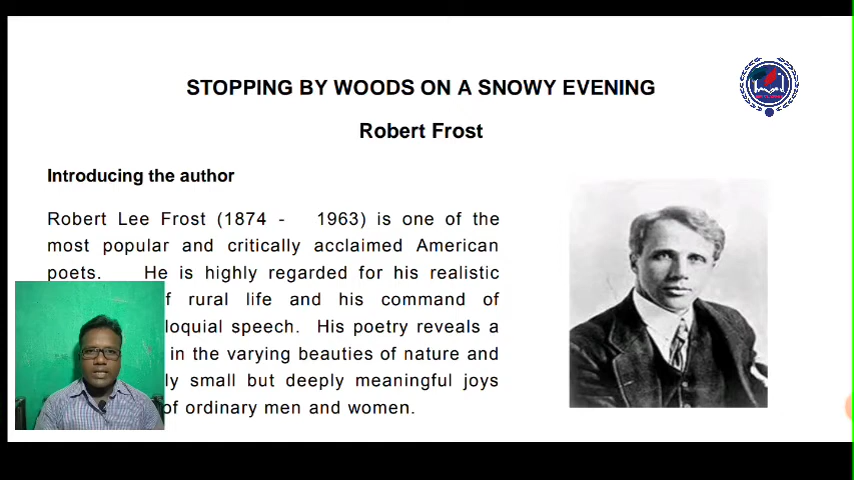 STOPPING BY WOODS ON A SNOWY EVENING
Robert Frost
Introducing the author
Robert Lee Frost (1874 - 1963) is one of the
most popular and critically acclaimed American
poets. He is highly regarded for his realistic
rural life and his command of
loquial speech. His poetry reveals a
in the varying beauties of nature and
ly small but deeply meaningful joys
of ordinary men and women.